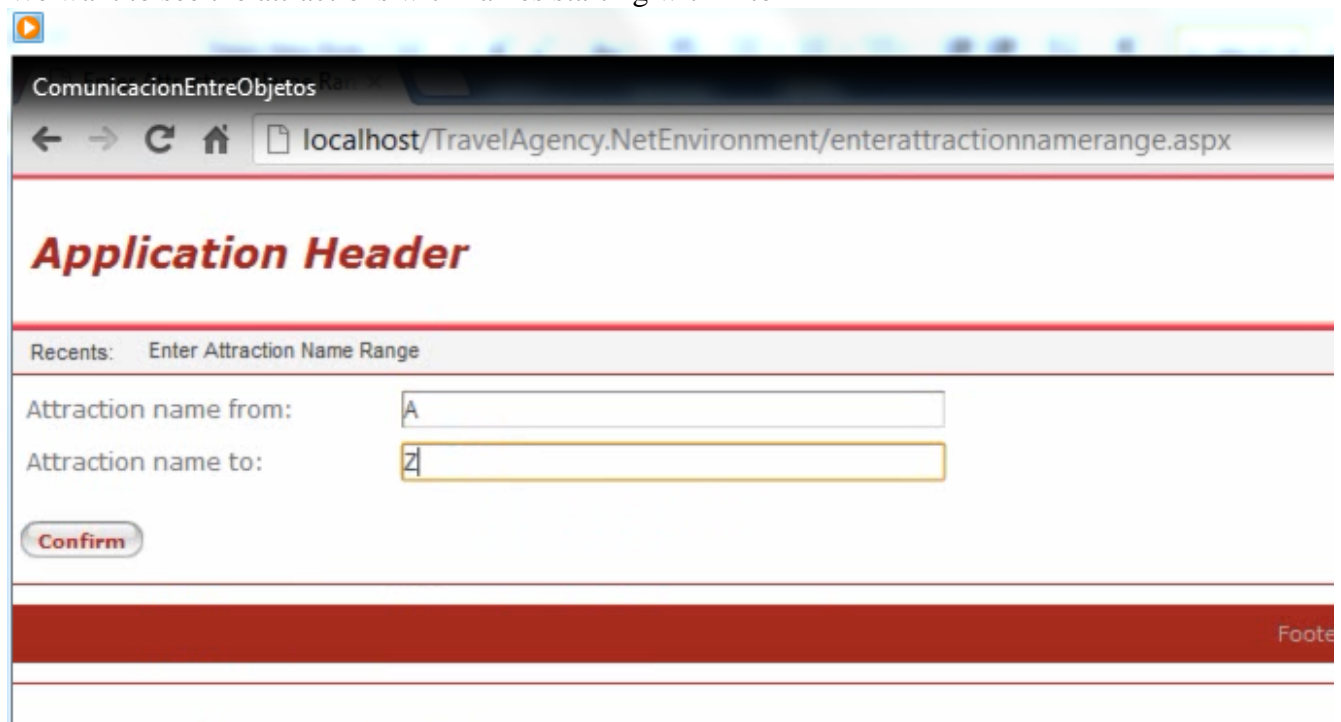 ComunicacionEntreObjetos
localhost/TravelAgency.NetEnvironment/enterattractionnamerange.aspx
Application Header
Recents: Enter Attraction Name Range
Attraction name from: A
Attraction name to: Z
Confirm
Foote